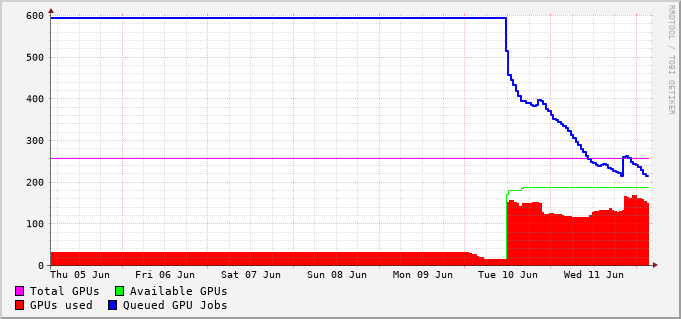 RRDTOOL / TOBI OETIKER
600
500
400
300
200
100
0
Thu 05 Jun Fri 06 Jun Sat 07 Jun Sun 08 Jun Mon 09 Jun Tue 10 Jun Wed 11 Jun
Total GPUs Available GPUs
GPUs used Queued GPU Jobs